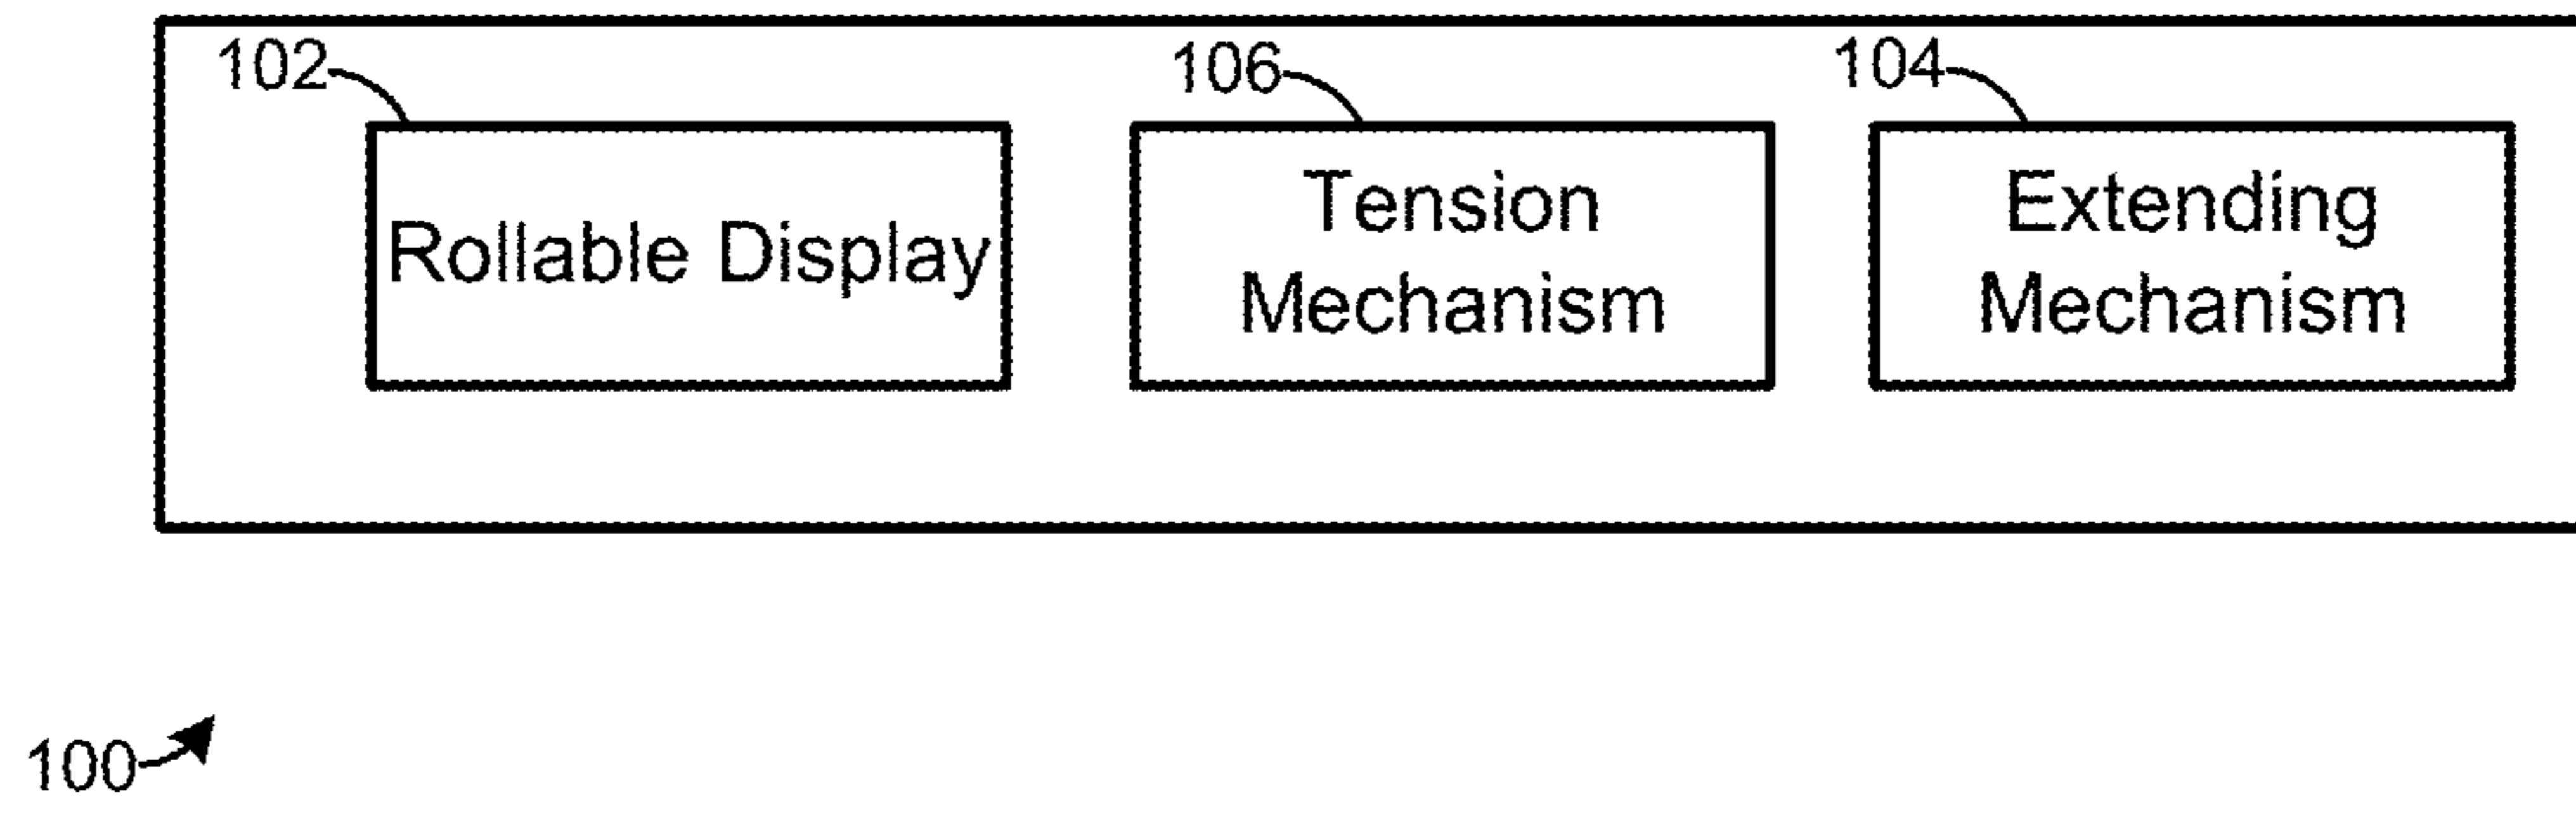 102
106
104
Rollable Display
Tension
Mechanism
Extending
Mechanism
100